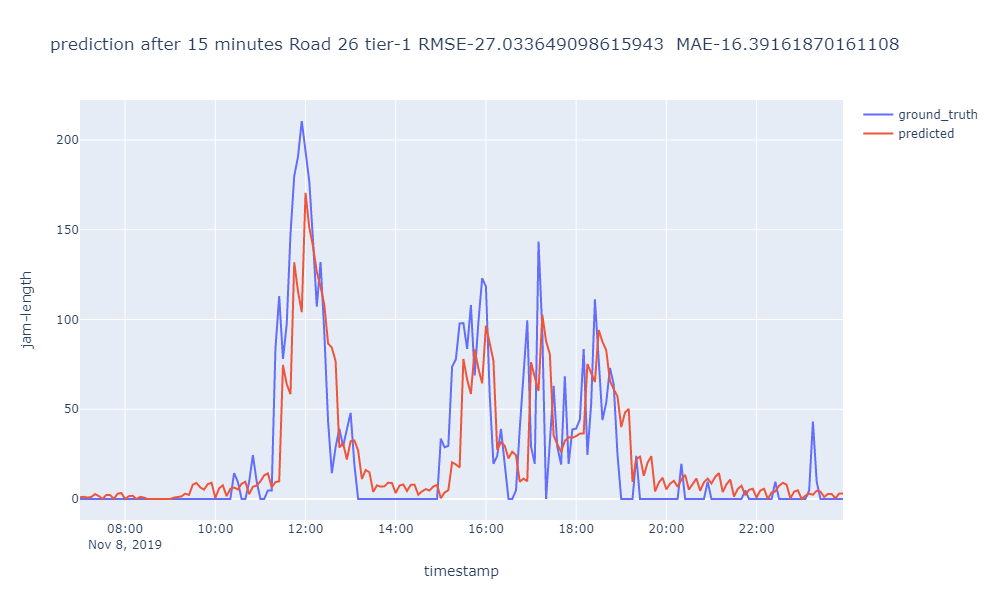 prediction after 15 minutes Road 26 tier-1 RMSE-27.033649098615943  MAE-16.39161870161108
ground_truth
predicted
jam-length
200
150
100
50
0
08:00
10:00
12:00
14:00
16:00
18:00
20:00
22:00
Nov 8, 2019
timestamp